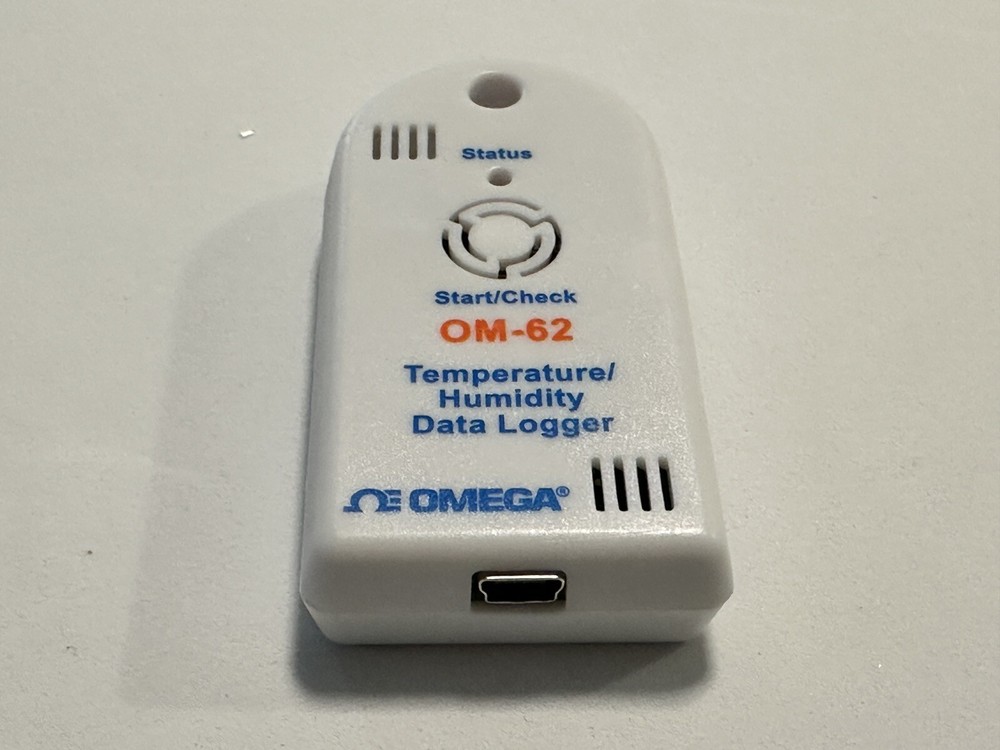 Status
Start/Check
OM-62
Temperature/
Humidity
Data Logger
ΩE OMEGA®